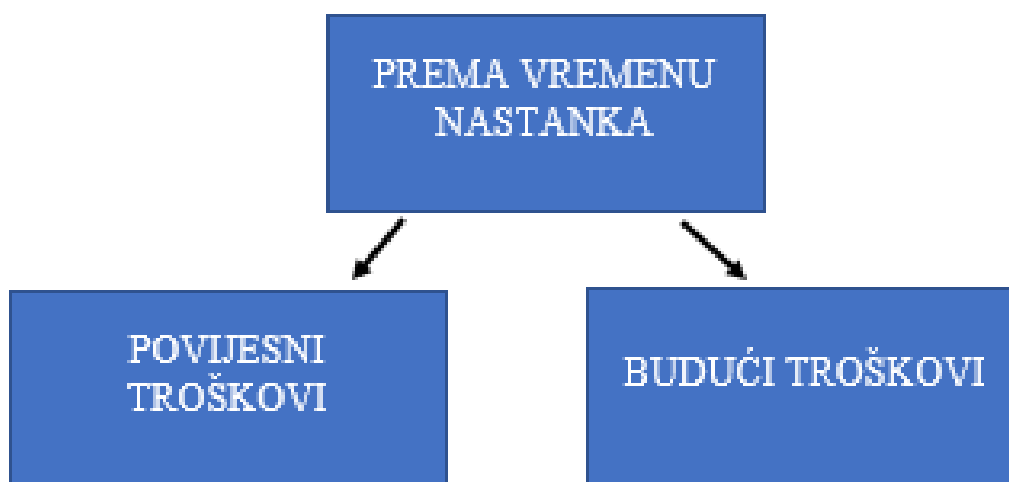 PREMA VREMENU
NASTANKA
POVIJESNI
TROŠKOVI
BUDUĆI TROŠKOVI